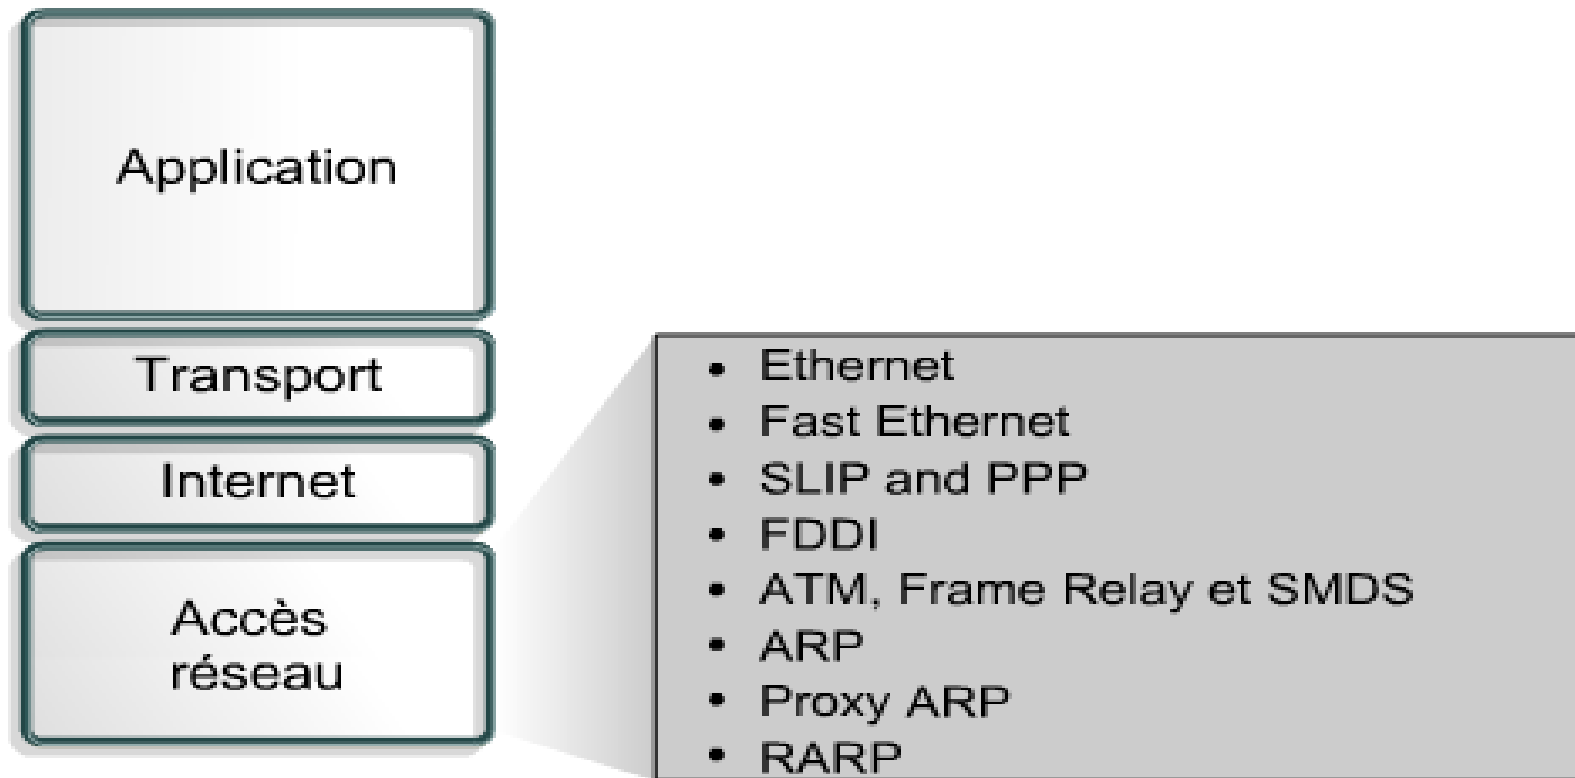 Application
Transport
Internet
Accès
réseau
• Ethernet
• Fast Ethernet
• SLIP and PPP
• FDDI
• ATM, Frame Relay et SMDS
• ARP
• Proxy ARP
• RARP